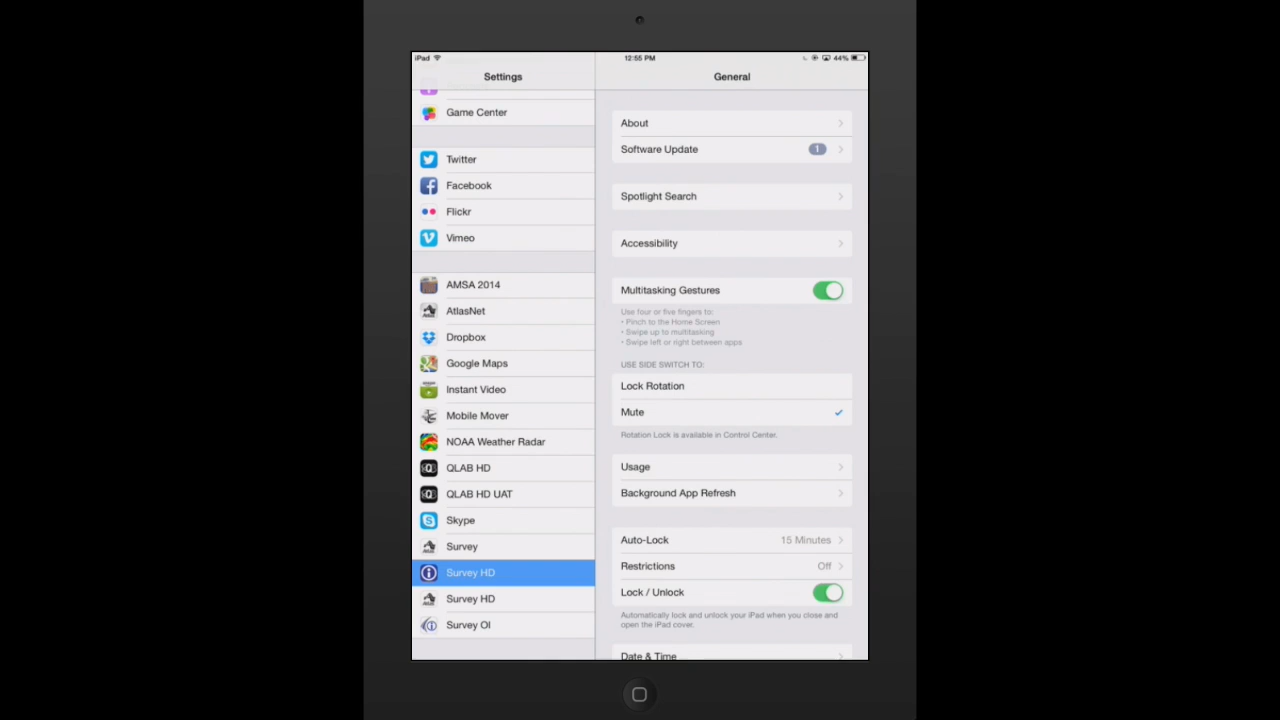 iPad
12:55 PM
44%
Settings
General
Game Center
Twitter
Facebook
Flickr
Vimeo
AMSA 2014
AtlasNet
Dropbox
Google Maps
Instant Video
Mobile Mover
NOAA Weather Radar
QLAB HD
QLAB HD UAT
Skype
Survey
Survey HD
Survey HD
Survey OI
About
Software Update 1
Spotlight Search
Accessibility
Multitasking Gestures
Use four or five fingers to:
• Pinch to the Home Screen
• Swipe up to multitasking
• Swipe left or right between apps
USE SIDE SWITCH TO:
Lock Rotation
Mute
Rotation Lock is available in Control Center.
Usage
Background App Refresh
Auto-Lock 15 Minutes
Restrictions Off
Lock / Unlock
Automatically lock and unlock your iPad when you close and
open the iPad cover.
Date & Time